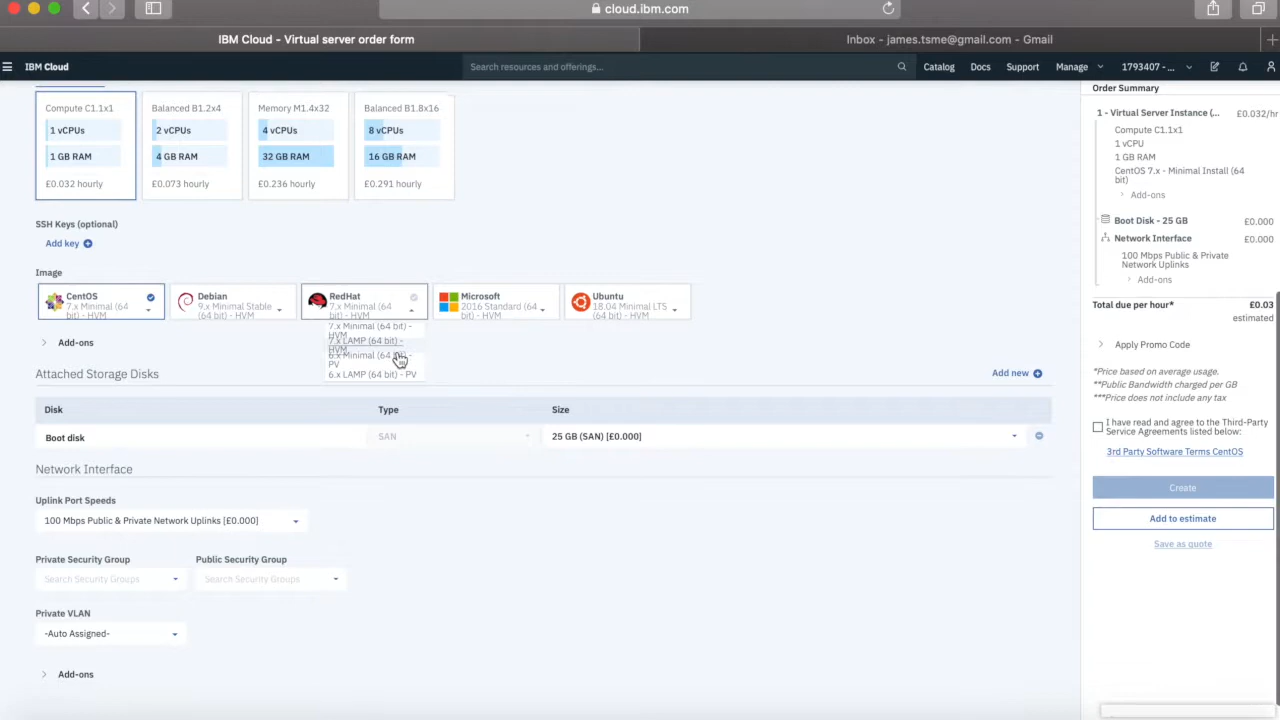 cloud.ibm.com
IBM Cloud - Virtual server order form
Inbox - james.tsme@gmail.com - Gmail
IBM Cloud
Search resources and offerings...
Catalog
Docs
Support
Manage
1793407 - ...
Compute C1.1x1
1 vCPUs
1 GB RAM
£0.032 hourly
Balanced B1.2x4
2 vCPUs
4 GB RAM
£0.073 hourly
Memory M1.4x32
4 vCPUs
32 GB RAM
£0.236 hourly
Balanced B1.8x16
8 vCPUs
16 GB RAM
£0.291 hourly
SSH Keys (optional)
Add key
Image
CentOS
7.x Minimal (64
bit) - HVM
Debian
9.x Minimal Stable
(64 bit) - HVM
RedHat
7.x Minimal (64
bit) - HVM
Microsoft
2016 Standard (64
bit) - HVM
Ubuntu
18.04 Minimal LTS
(64 bit) - HVM
7.x Minimal (64 bit) -
HVM
7.x LAMP (64 bit) -
HVM
6.x Minimal (64 bit) -
PV
6.x LAMP (64 bit) - PV
Add-ons
Attached Storage Disks
Add new
Disk
Type
Size
Boot disk
SAN
25 GB (SAN) [£0.000]
Network Interface
Uplink Port Speeds
100 Mbps Public & Private Network Uplinks [£0.000]
Private Security Group
Public Security Group
Search Security Groups
Search Security Groups
Private VLAN
-Auto Assigned-
Add-ons
Order Summary
1 - Virtual Server Instance (...
£0.032/hr
Compute C1.1x1
1 vCPU
1 GB RAM
CentOS 7.x - Minimal Install (64
bit)
Add-ons
Boot Disk - 25 GB
£0.000
Network Interface
£0.000
100 Mbps Public & Private
Network Uplinks
Add-ons
Total due per hour*
£0.03
estimated
Apply Promo Code
*Price based on average usage.
**Public Bandwidth charged per GB
***Price does not include any tax
I have read and agree to the Third-Party
Service Agreements listed below:
3rd Party Software Terms CentOS
Create
Add to estimate
Save as quote